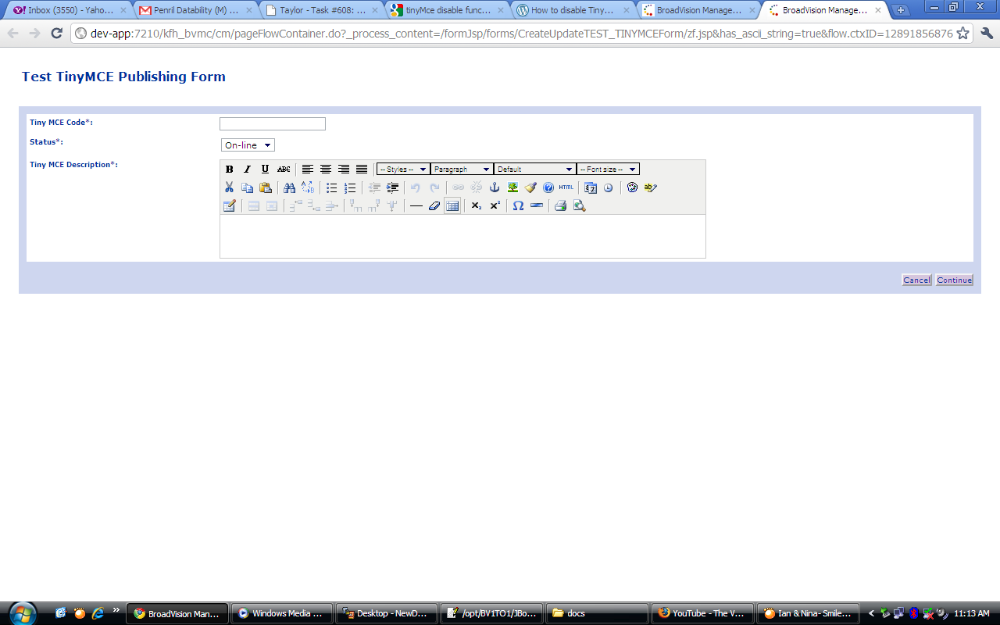 Inbox (3550) - Yaho...
Penril Datability (M) ...
Taylor - Task #608: ...
tinyMce disable func...
How to disable TinyM...
BroadVision Manage...
BroadVision Manage...
dev-app:7210/kfh_bvmc/cm/pageFlowContainer.do?_process_content=/formJsp/forms/CreateUpdateTEST_TINYMCEForm/zf.jsp&has_ascii_string=true&flow.ctxID=12891856876
Test TinyMCE Publishing Form
Tiny MCE Code*:
Status*:
On-line
Tiny MCE Description*:
B I U ABC -- Styles -- Paragraph Default -- Font size --
HTML
Cancel Continue
BroadVision Man...
Windows Media ...
Desktop - NewD...
/opt/BV1TO1/JBo...
docs
YouTube - The V...
Ian & Nina- Smile...
11:13 AM